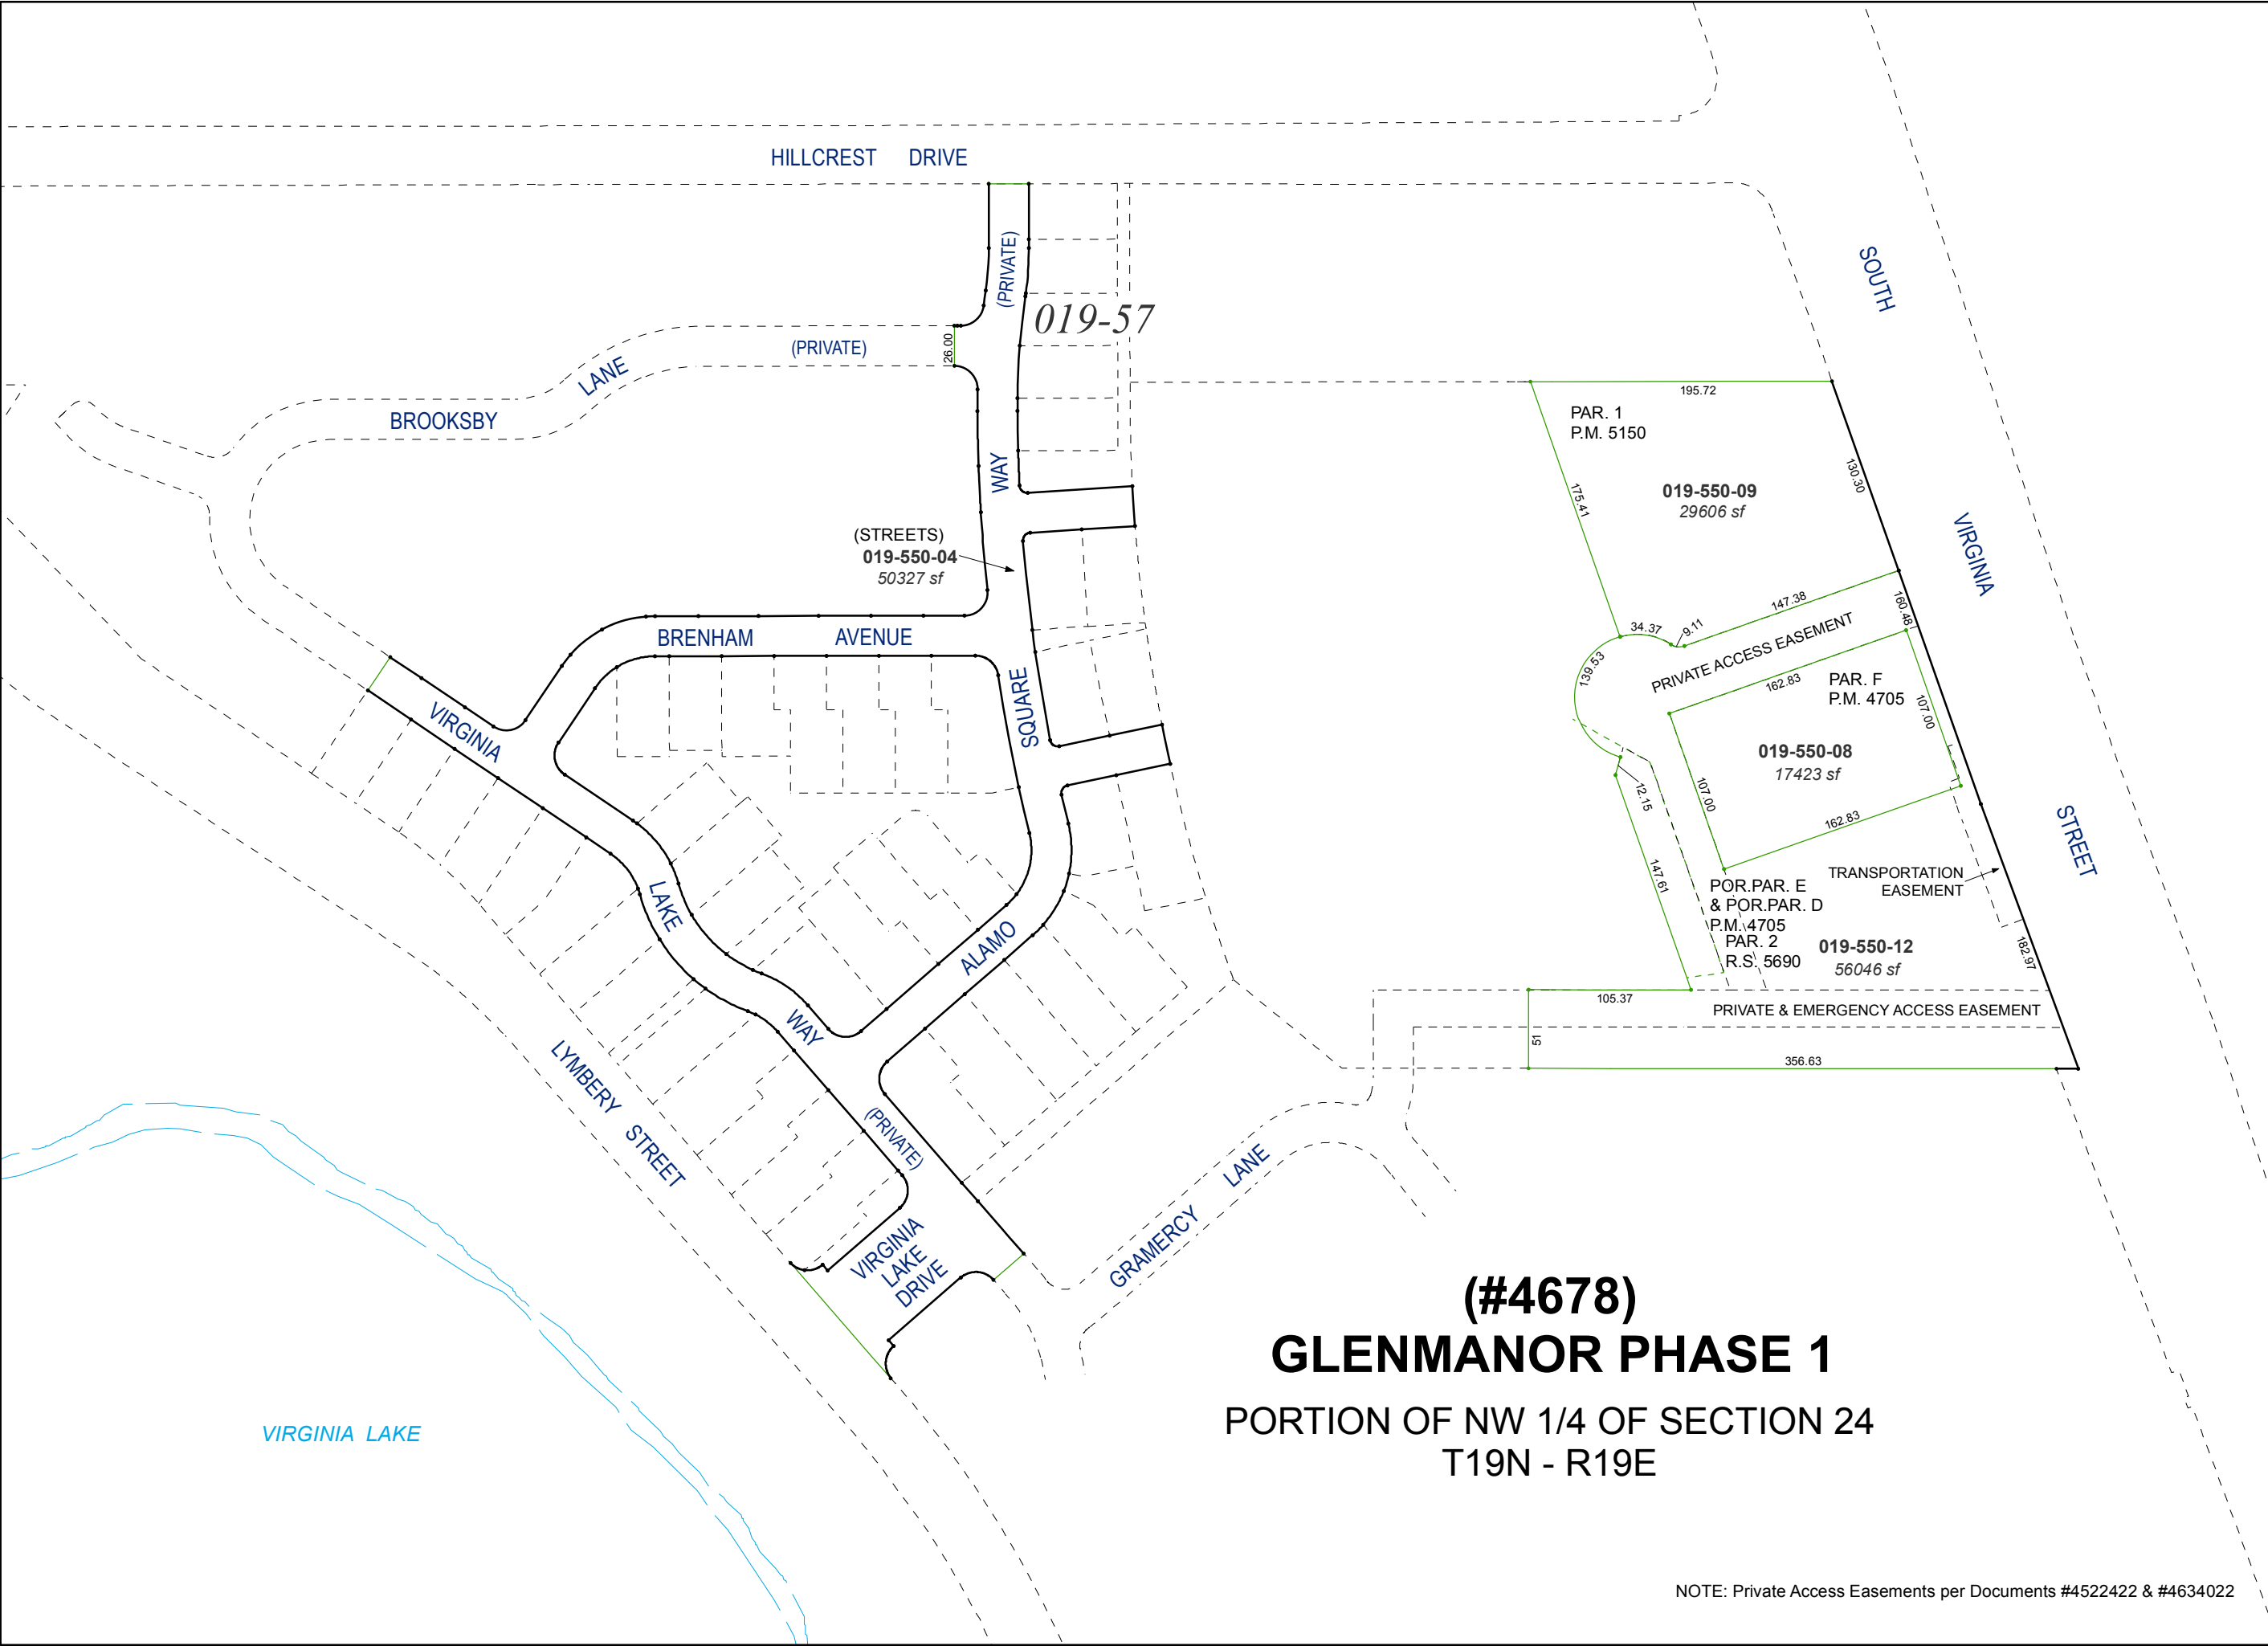 HILLCREST DRIVE
(PRIVATE)
019-57
SOUTH
VIRGINIA
STREET
(PRIVATE)
26.00
LANE
BROOKSBY
WAY
195.72
PAR. 1
P.M. 5150
130.30
175.41
019-550-09
29606 sf
(STREETS)
019-550-04
50327 sf
147.38
160.48
34.37
9.11
PRIVATE ACCESS EASEMENT
139.53
BRENHAM AVENUE
SQUARE
162.83
PAR. F
P.M. 4705
107.00
VIRGINIA
019-550-08
17423 sf
12.15
107.00
162.83
LAKE
147.61
TRANSPORTATION
EASEMENT
POR.PAR. E
& POR.PAR. D
P.M. 4705
PAR. 2
R.S. 5690
019-550-12
56046 sf
182.97
ALAMO
WAY
105.37
PRIVATE & EMERGENCY ACCESS EASEMENT
51
356.63
LYMBERY STREET
(PRIVATE)
VIRGINIA
LAKE
DRIVE
GRAMERCY LANE
(#4678)
GLENMANOR PHASE 1
PORTION OF NW 1/4 OF SECTION 24
T19N - R19E
VIRGINIA LAKE
NOTE: Private Access Easements per Documents #4522422 & #4634022